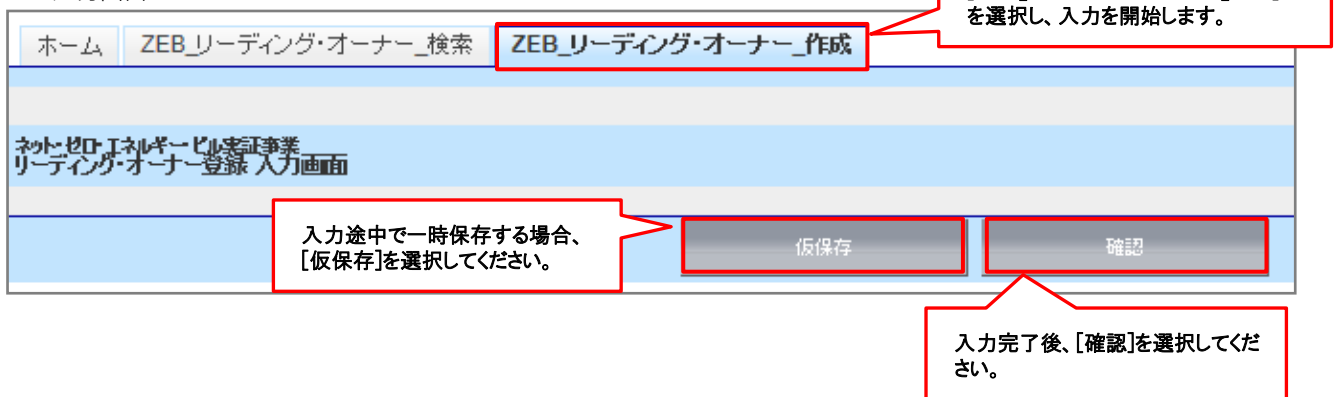 を選択し、入力を開始します。
ホーム
ZEB_リーディング・オーナー_検索
ZEB_リーディング・オーナー_作成
ネット・ゼロ・エネルギー・ビル実証事業
リーディング・オーナー登録 入力画面
入力途中で一時保存する場合、
[仮保存]を選択してください。
仮保存
確認
入力完了後、[確認]を選択してくだ
さい。